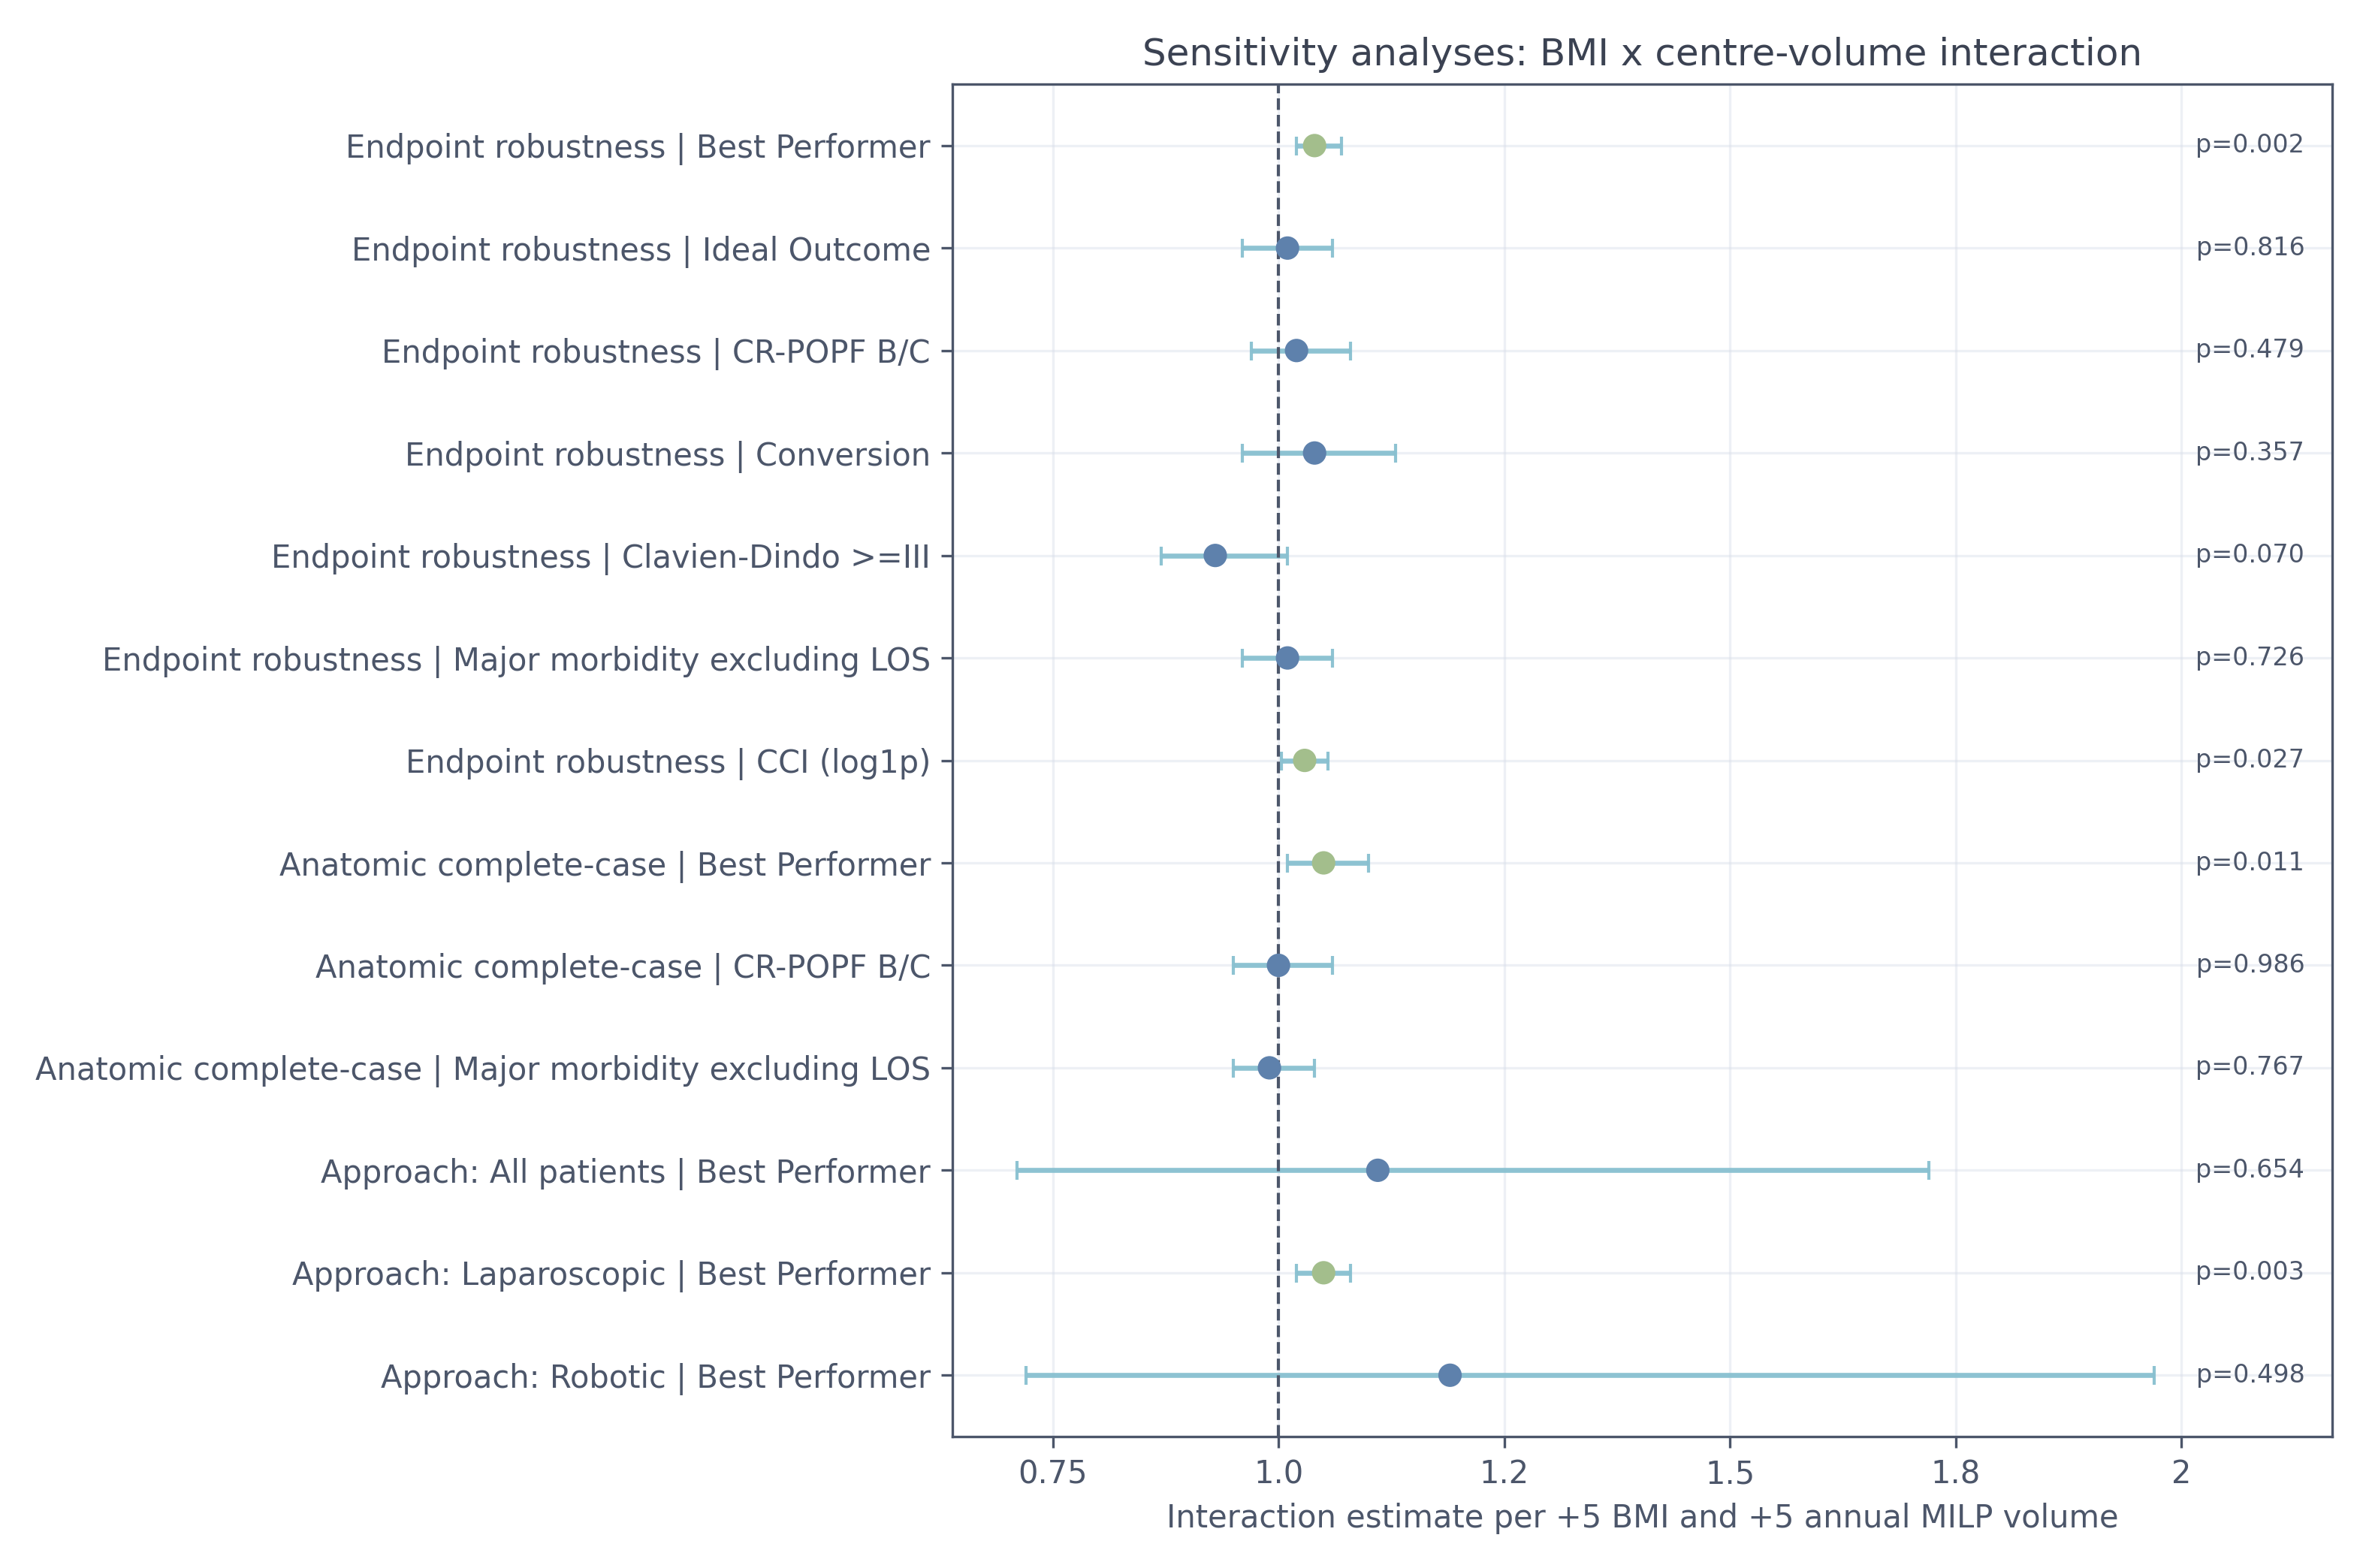 Sensitivity analyses: BMI x centre-volume interaction
Endpoint robustness | Best Performer p=0.002
Endpoint robustness | Ideal Outcome p=0.816
Endpoint robustness | CR-POPF B/C p=0.479
Endpoint robustness | Conversion p=0.357
Endpoint robustness | Clavien-Dindo >=III p=0.070
Endpoint robustness | Major morbidity excluding LOS p=0.726
Endpoint robustness | CCI (log1p) p=0.027
Anatomic complete-case | Best Performer p=0.011
Anatomic complete-case | CR-POPF B/C p=0.986
Anatomic complete-case | Major morbidity excluding LOS p=0.767
Approach: All patients | Best Performer p=0.654
Approach: Laparoscopic | Best Performer p=0.003
Approach: Robotic | Best Performer p=0.498
0.75 1.0 1.2 1.5 1.8 2
Interaction estimate per +5 BMI and +5 annual MILP volume